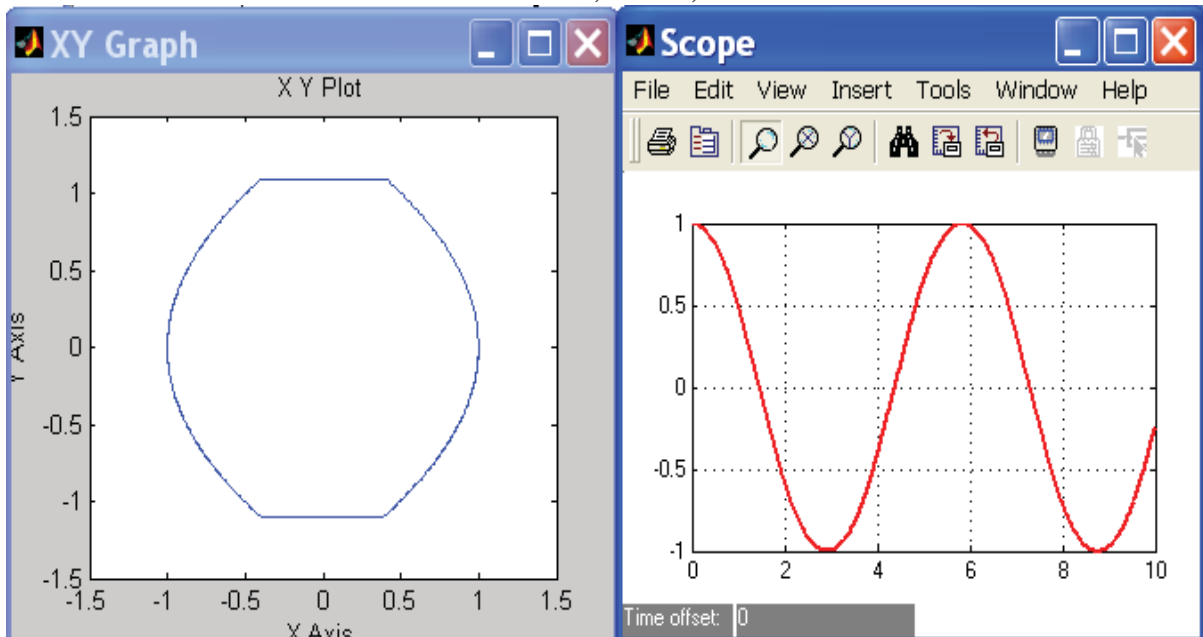 XY Graph
X Y Plot
1.5
1
0.5
0
-0.5
-1
-1.5
Y Axis
-1.5 -1 -0.5 0 0.5 1 1.5
X Axis
Scope
File Edit View Insert Tools Window Help
1
0.5
0
-0.5
-1
0 2 4 6 8 10
Time offset: 0